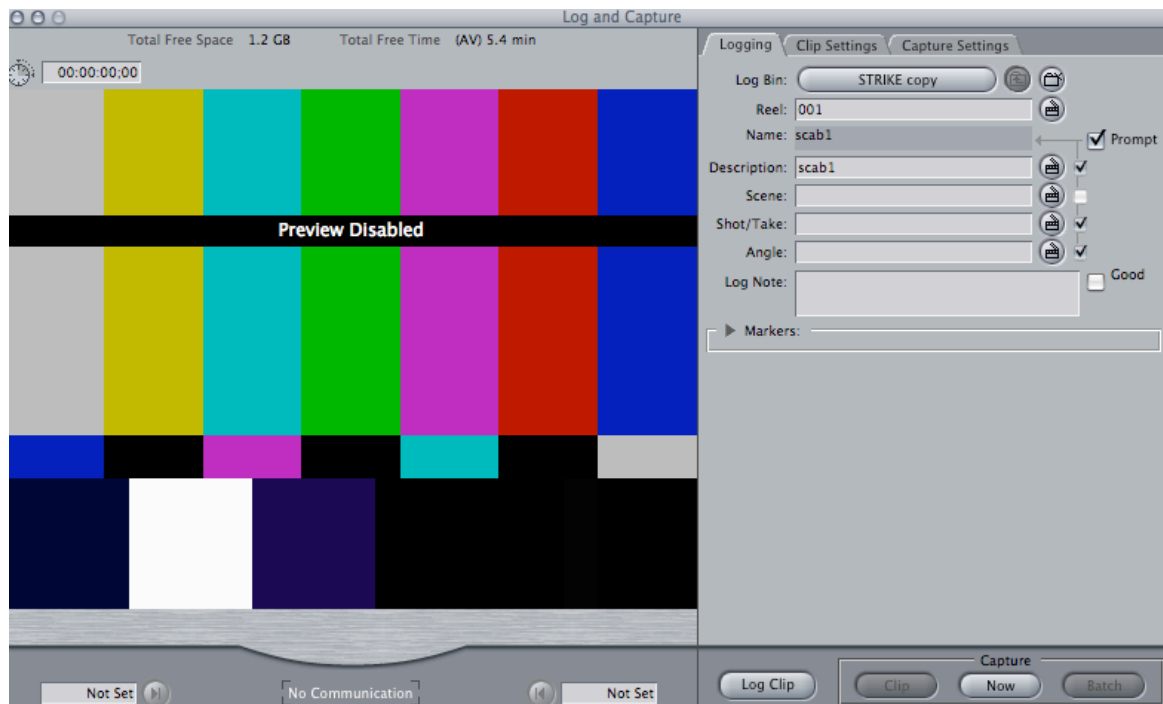 Log and Capture
Total Free Space 1.2 GB Total Free Time (AV) 5.4 min
00:00:00;00
Preview Disabled
Not Set
No Communication
Not Set
Logging Clip Settings Capture Settings
Log Bin: STRIKE copy
Reel: 001
Name: scab1
Prompt
Description: scab1
Scene:
Shot/Take:
Angle:
Log Note:
Good
Markers:
Log Clip
Capture
Clip Now Batch